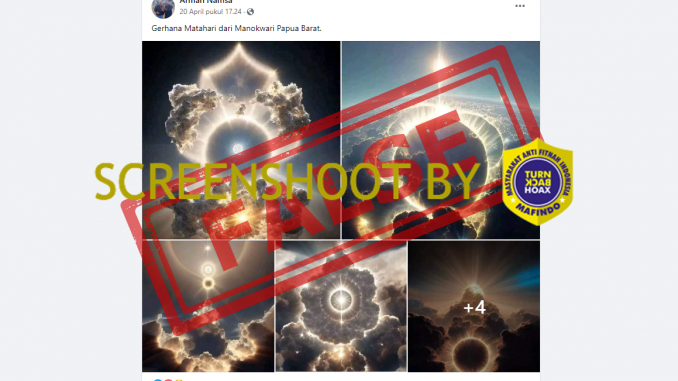 Arman Namsa
20 April pukul 17.24 ·
Gerhana Matahari dari Manokwari Papua Barat.
FALSE
SCREENSHOOT BY
MASYARAKAT ANTI FITNAH INDONESIA
TURN
BACK
HOAX
MAFINDO
+4